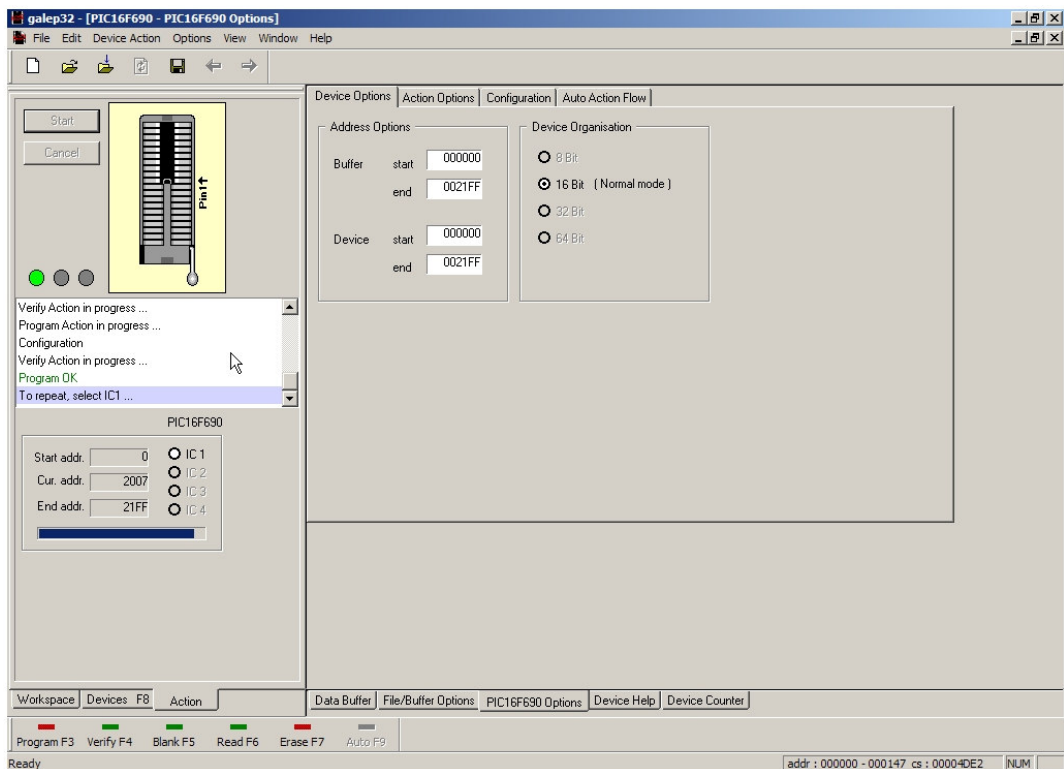 galep32 - [PIC16F690 - PIC16F690 Options]
File Edit Device Action Options View Window Help
Start
Cancel
Pin1
Verify Action in progress ...
Program Action in progress ...
Configuration
Verify Action in progress ...
Program OK
To repeat, select IC1 ...
PIC16F690
Start addr. 0
Cur. addr. 2007
End addr. 21FF
IC 1
IC 2
IC 3
IC 4
Workspace Devices F8 Action
Device Options Action Options Configuration Auto Action Flow
Address Options
Buffer start 000000
end 0021FF
Device start 000000
end 0021FF
Device Organisation
8 Bit
16 Bit ( Normal mode )
32 Bit
64 Bit
Data Buffer File/Buffer Options PIC16F690 Options Device Help Device Counter
Program F3 Verify F4 Blank F5 Read F6 Erase F7 Auto F9
Ready addr : 000000 - 000147 cs : 00004DE2 NUM